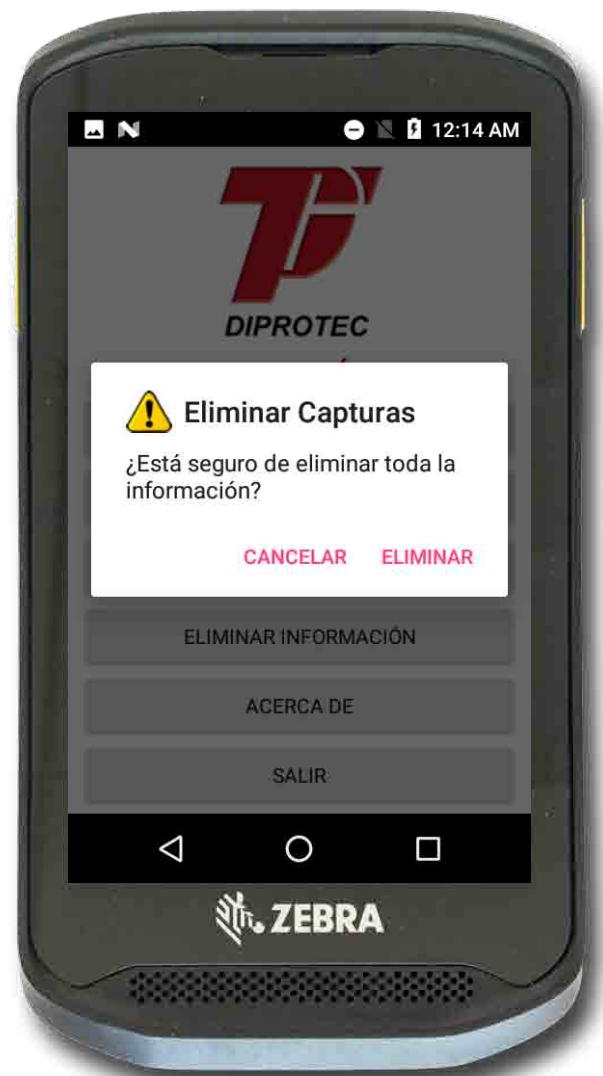 12:14 AM
DIPROTEC
Eliminar Capturas
¿Está seguro de eliminar toda la
información?
CANCELAR ELIMINAR
ELIMINAR INFORMACIÓN
ACERCA DE
SALIR
ZEBRA